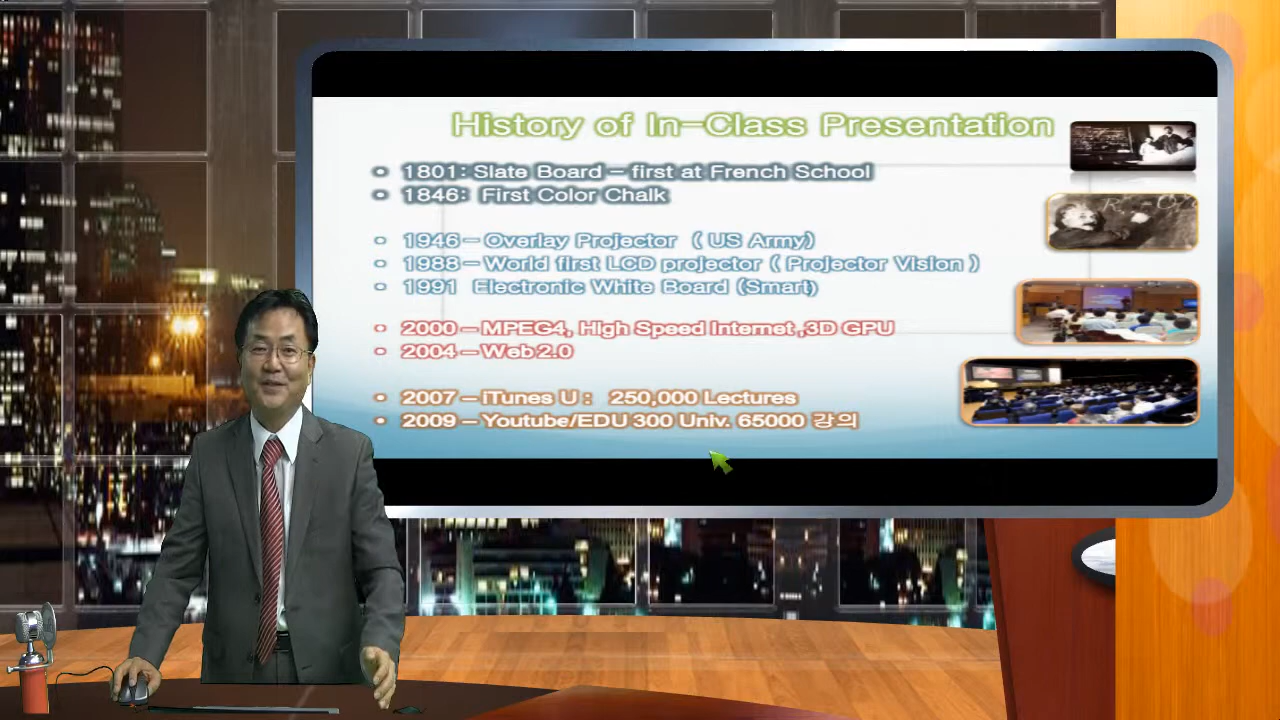 History of In-Class Presentation
• 1801: Slate Board - first at French School
• 1846: First Color Chalk
• 1946 - Overlay Projector ( US Army)
• 1988 - World first LCD projector ( Projector Vision )
• 1991 Electronic White Board (Smart)
• 2000 - MPEG4, High Speed Internet ,3D GPU
• 2004 - Web2.0
• 2007 - iTunes U : 250,000 Lectures
• 2009 - Youtube/EDU 300 Univ. 65000 강의